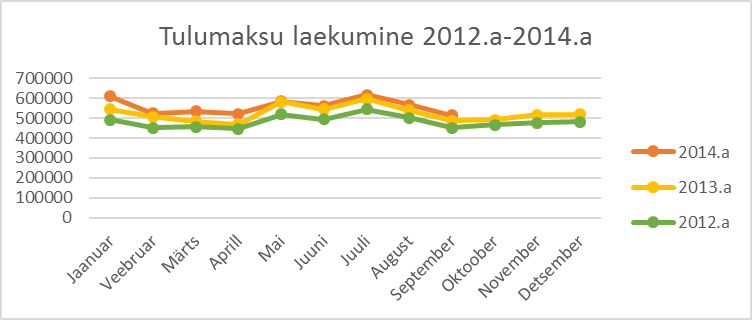 Tulumaksu laekumine 2012.a-2014.a
700000
600000
500000
400000
300000
200000
100000
0
Jaanuar
Veebruar
Märts
Aprill
Mai
Juuni
Juuli
August
September
Oktoober
November
Detsember
2014.a
2013.a
2012.a